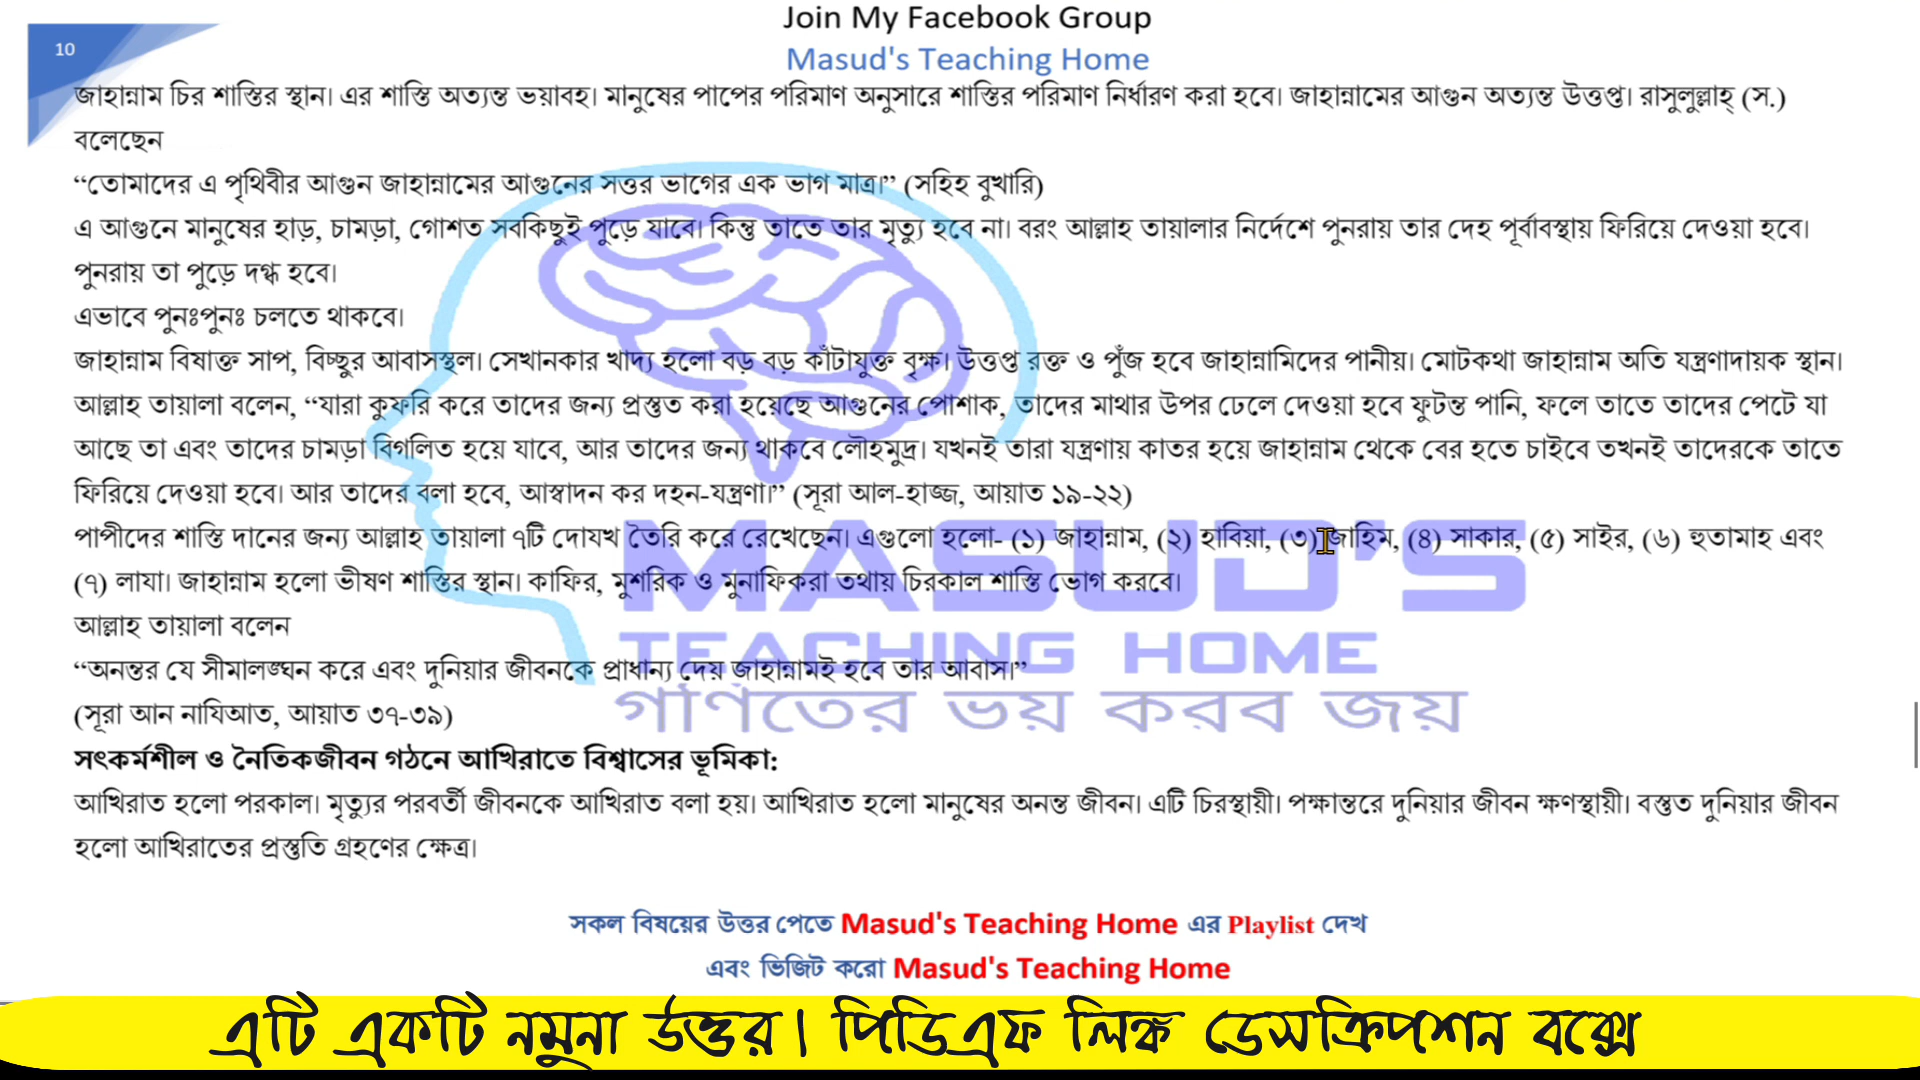 Join My Facebook Group
10
Masud's Teaching Home
জাহান্নাম চির শাস্তির স্থান। এর শাস্তি অত্যন্ত ভয়াবহ। মানুষের পাপের পরিমাণ অনুসারে শাস্তির পরিমাণ নির্ধারণ করা হবে। জাহান্নামের আগুন অত্যন্ত উত্তপ্ত। রাসুলুল্লাহ্ (স.)
বলেছেন
“তোমাদের এ পৃথিবীর আগুন জাহান্নামের আগুনের সত্তর ভাগের এক ভাগ মাত্র।” (সহিহ বুখারি)
এ আগুনে মানুষের হাড়, চামড়া, গোশত সবকিছুই পুড়ে যাবে। কিন্তু তাতে তার মৃত্যু হবে না। বরং আল্লাহ তায়ালার নির্দেশে পুনরায় তার দেহ পূর্বাবস্থায় ফিরিয়ে দেওয়া হবে।
পুনরায় তা পুড়ে দগ্ধ হবে।
এভাবে পুনঃপুনঃ চলতে থাকবে।
জাহান্নাম বিষাক্ত সাপ, বিচ্ছুর আবাসস্থল। সেখানকার খাদ্য হলো বড় বড় কাঁটাযুক্ত বৃক্ষ। উত্তপ্ত রক্ত ও পুঁজ হবে জাহান্নামিদের পানীয়। মোটকথা জাহান্নাম অতি যন্ত্রণাদায়ক স্থান।
আল্লাহ তায়ালা বলেন, “যারা কুফরি করে তাদের জন্য প্রস্তুত করা হয়েছে আগুনের পোশাক, তাদের মাথার উপর ঢেলে দেওয়া হবে ফুটন্ত পানি, ফলে তাতে তাদের পেটে যা
আছে তা এবং তাদের চামড়া বিগলিত হয়ে যাবে, আর তাদের জন্য থাকবে লৌহমুদ্র। যখনই তারা যন্ত্রণায় কাতর হয়ে জাহান্নাম থেকে বের হতে চাইবে তখনই তাদেরকে তাতে
ফিরিয়ে দেওয়া হবে। আর তাদের বলা হবে, আস্বাদন কর দহন-যন্ত্রণা।” (সূরা আল-হাজ্জ, আয়াত ১৯-২২)
পাপীদের শাস্তি দানের জন্য আল্লাহ তায়ালা ৭টি দোযখ তৈরি করে রেখেছেন। এগুলো হলো- (১) জাহান্নাম, (২) হাবিয়া, (৩) জাহিম, (৪) সাকার, (৫) সাইর, (৬) হুতামাহ এবং
(৭) লাযা। জাহান্নাম হলো ভীষণ শাস্তির স্থান। কাফির, মুশরিক ও মুনাফিকরা তথায় চিরকাল শাস্তি ভোগ করবে।
MASUD'S
আল্লাহ তায়ালা বলেন
TEACHING HOME
“অনন্তর যে সীমালঙ্ঘন করে এবং দুনিয়ার জীবনকে প্রাধান্য দেয় জাহান্নামই হবে তার আবাস।”
গণিতের ভয় করব জয়
(সূরা আন নাযিআত, আয়াত ৩৭-৩৯)
সৎকর্মশীল ও নৈতিকজীবন গঠনে আখিরাতে বিশ্বাসের ভূমিকা:
আখিরাত হলো পরকাল। মৃত্যুর পরবর্তী জীবনকে আখিরাত বলা হয়। আখিরাত হলো মানুষের অনন্ত জীবন। এটি চিরস্থায়ী। পক্ষান্তরে দুনিয়ার জীবন ক্ষণস্থায়ী। বস্তুত দুনিয়ার জীবন
হলো আখিরাতের প্রস্তুতি গ্রহণের ক্ষেত্র।
সকল বিষয়ের উত্তর পেতে Masud's Teaching Home এর Playlist দেখ
এবং ভিজিট করো Masud's Teaching Home
এটি একটি নমুনা উত্তর। পিডিএফ লিঙ্ক ডেসক্রিপশন বক্সে